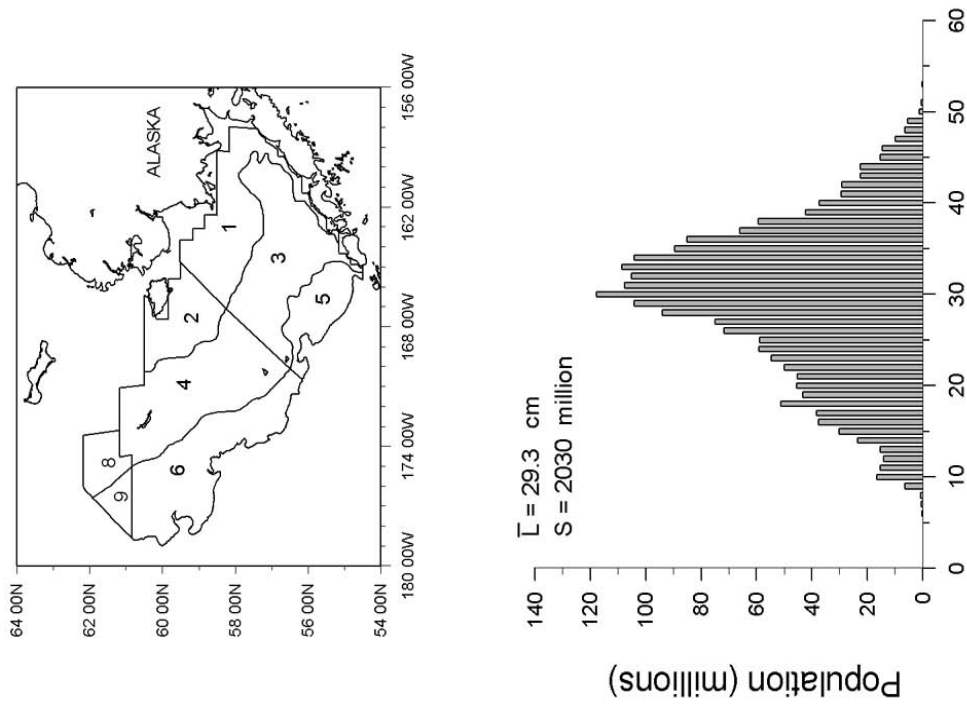 64 00N
62 00N
60 00N
58 00N
56 00N
54 00N
180 00W
174 00W
168 00W
162 00W
156 00W
ALASKA
1
2
3
4
5
6
8
9
L̅ = 29.3 cm
S = 2030 million
Population (millions)
140
120
100
80
60
40
20
0
0
10
20
30
40
50
60